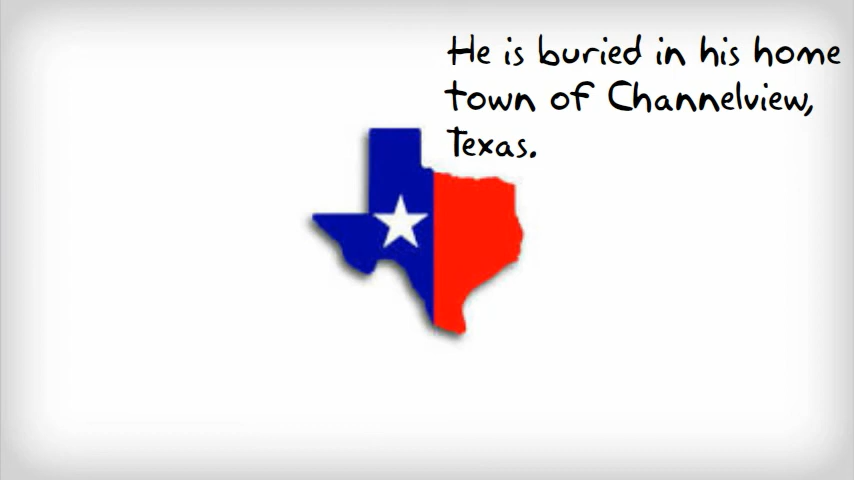 He is buried in his home
town of Channelview,
Texas.